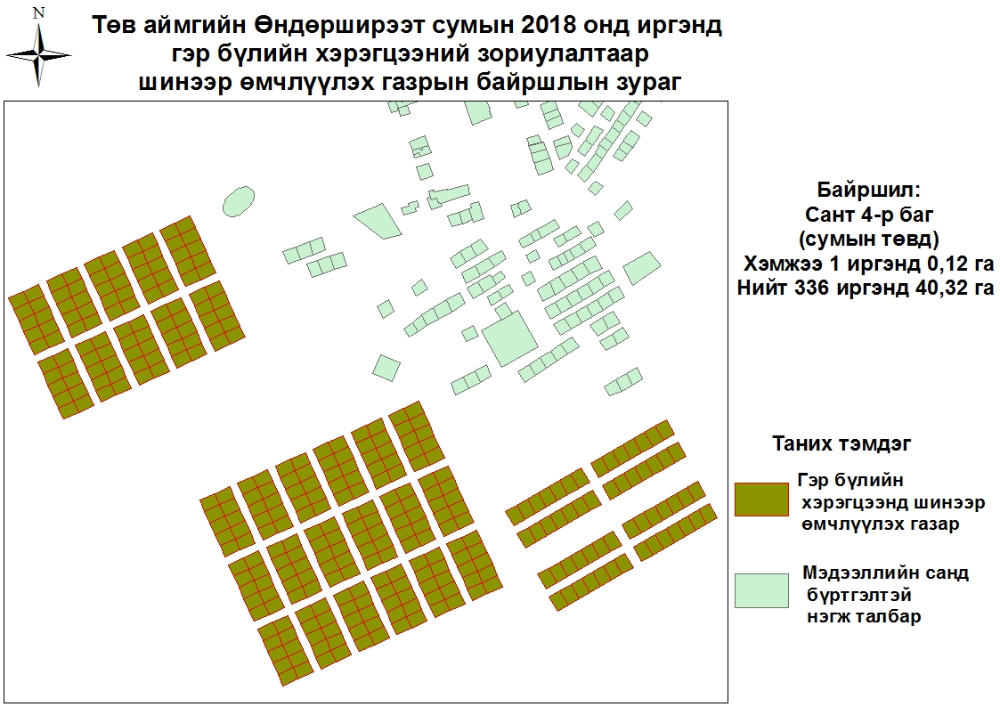 N
Төв аймгийн Өндөрширээт сумын 2018 онд иргэнд
гэр бүлийн хэрэгцээний зориулалтаар
шинээр өмчлүүлэх газрын байршлын зураг
Байршил:
Сант 4-р баг
(сумын төвд)
Хэмжээ 1 иргэнд 0,12 га
Нийт 336 иргэнд 40,32 га
Таних тэмдэг
Гэр бүлийн
хэрэгцээнд шинээр
өмчлүүлэх газар
Мэдээллийн санд
бүртгэлтэй
нэгж талбар